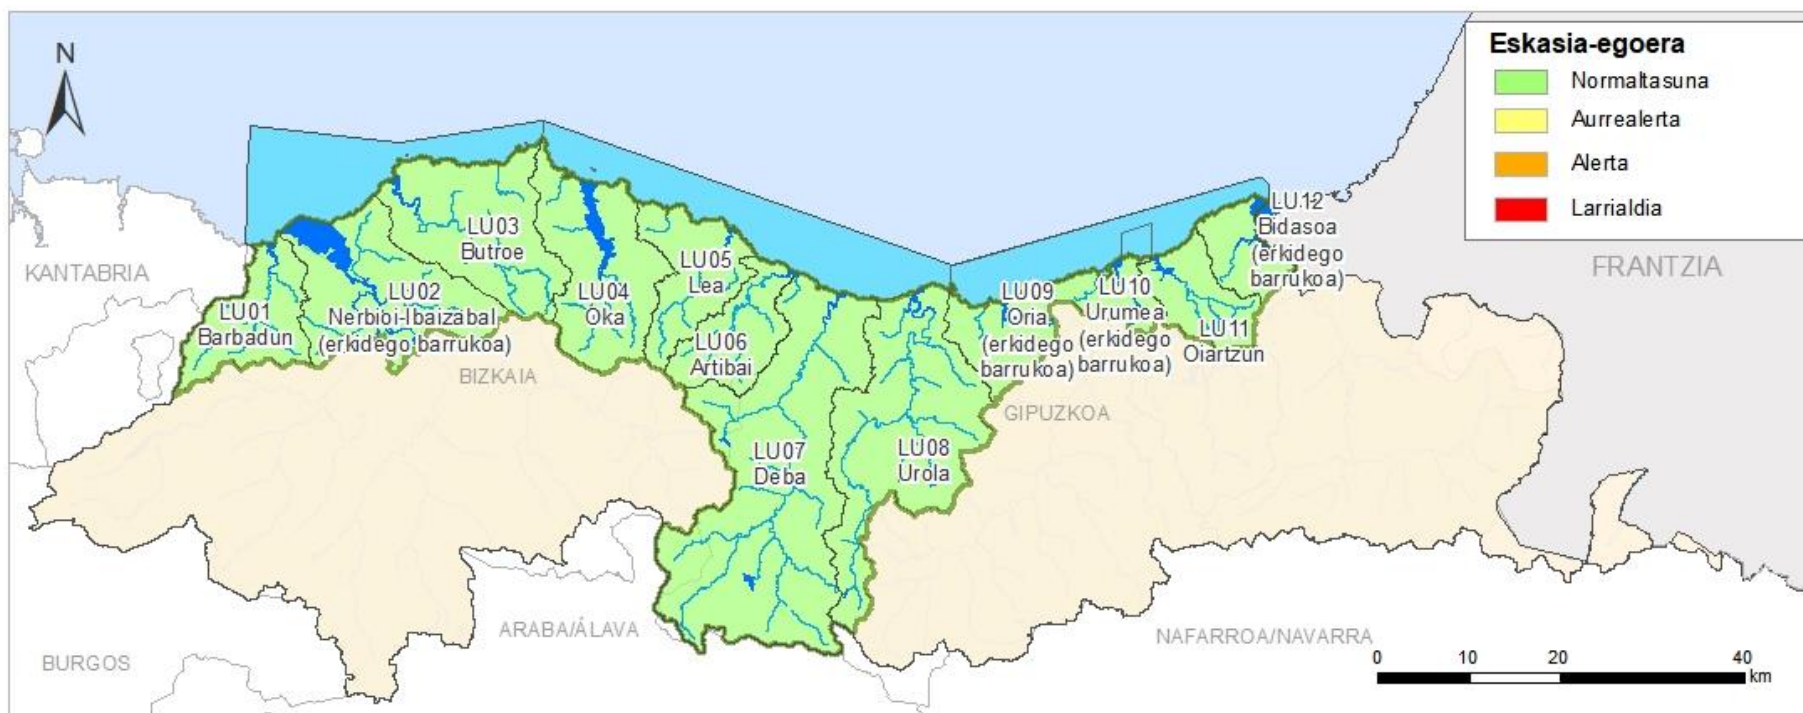 N
Eskasia-egoera
Normaltasuna
Aurrealerta
Alerta
Larrialdia
KANTABRIA
FRANTZIA
LU01
Barbadun
LU02
Nerbioi-Ibaizabal
(erkidego barrukoa)
LU03
Butroe
LU04
Oka
LU05
Lea
LU06
Artibai
LU07
Deba
LU08
Urola
LU09
Oria
(erkidego
barrukoa)
LU10
Urumea
(erkidego
barrukoa)
LU11
Oiartzun
LU12
Bidasoa
(erkidego
barrukoa)
BIZKAIA
GIPUZKOA
ARABA/ÁLAVA
NAFARROA/NAVARRA
BURGOS
0 10 20 40
km